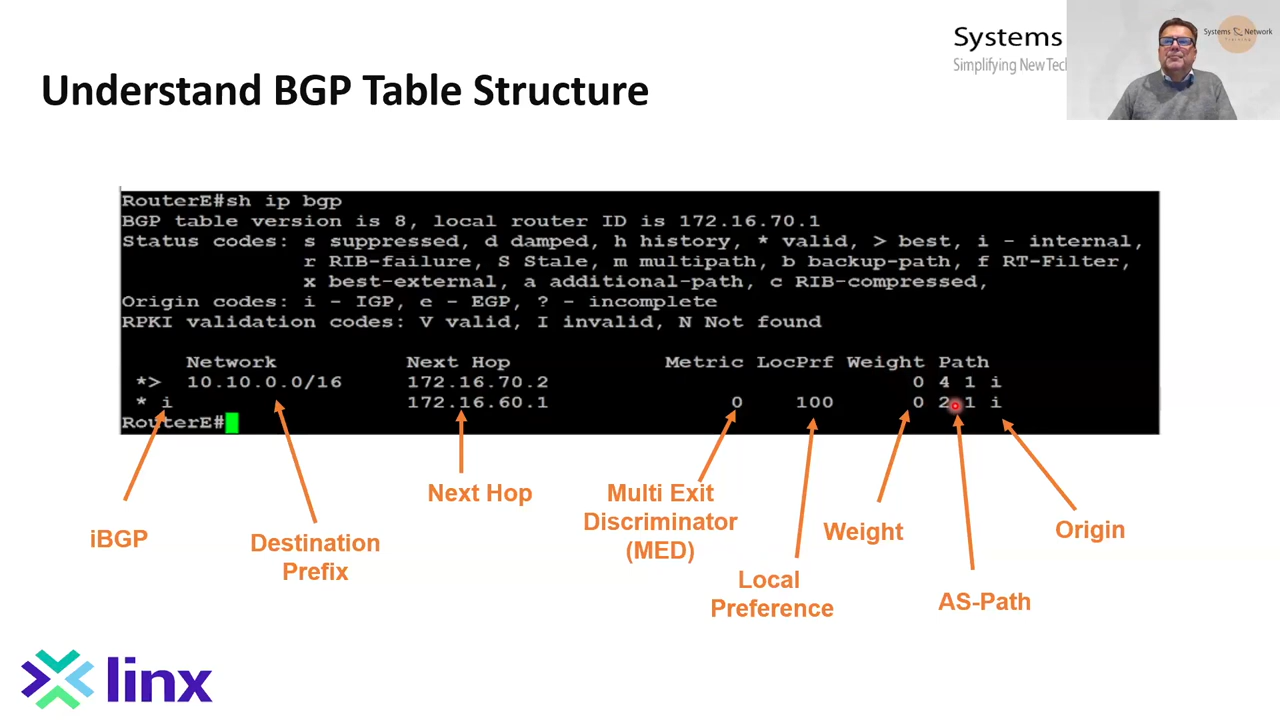 Systems
Simplifying New Tec
Systems Network
Training
Understand BGP Table Structure
RouterE#sh ip bgp
BGP table version is 8, local router ID is 172.16.70.1
Status codes: s suppressed, d damped, h history, * valid, > best, i - internal,
r RIB-failure, S Stale, m multipath, b backup-path, f RT-Filter,
x best-external, a additional-path, c RIB-compressed,
Origin codes: i - IGP, e - EGP, ? - incomplete
RPKI validation codes: V valid, I invalid, N Not found
Network Next Hop Metric LocPrf Weight Path
*> 10.10.0.0/16 172.16.70.2 0 4 1 i
* i 172.16.60.1 0 100 0 2 1 i
RouterE#
iBGP
Destination
Prefix
Next Hop
Multi Exit
Discriminator
(MED)
Local
Preference
Weight
AS-Path
Origin
linx